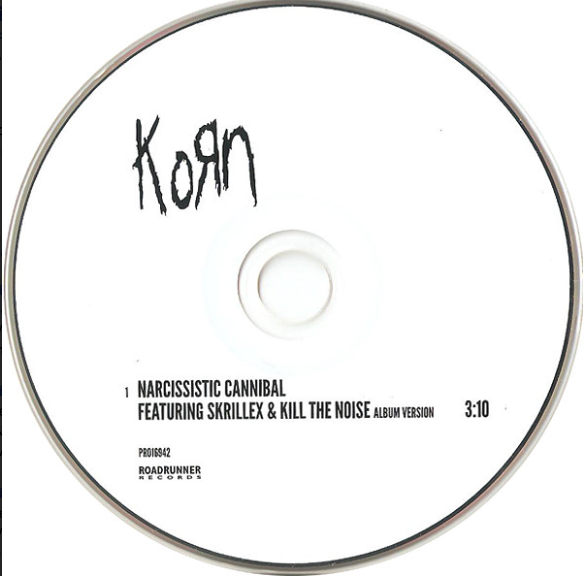 KoЯn
1 NARCISSISTIC CANNIBAL
FEATURING SKRILLEX & KILL THE NOISE ALBUM VERSION 3:10
PRO16942
ROADRUNNER
RECORDS